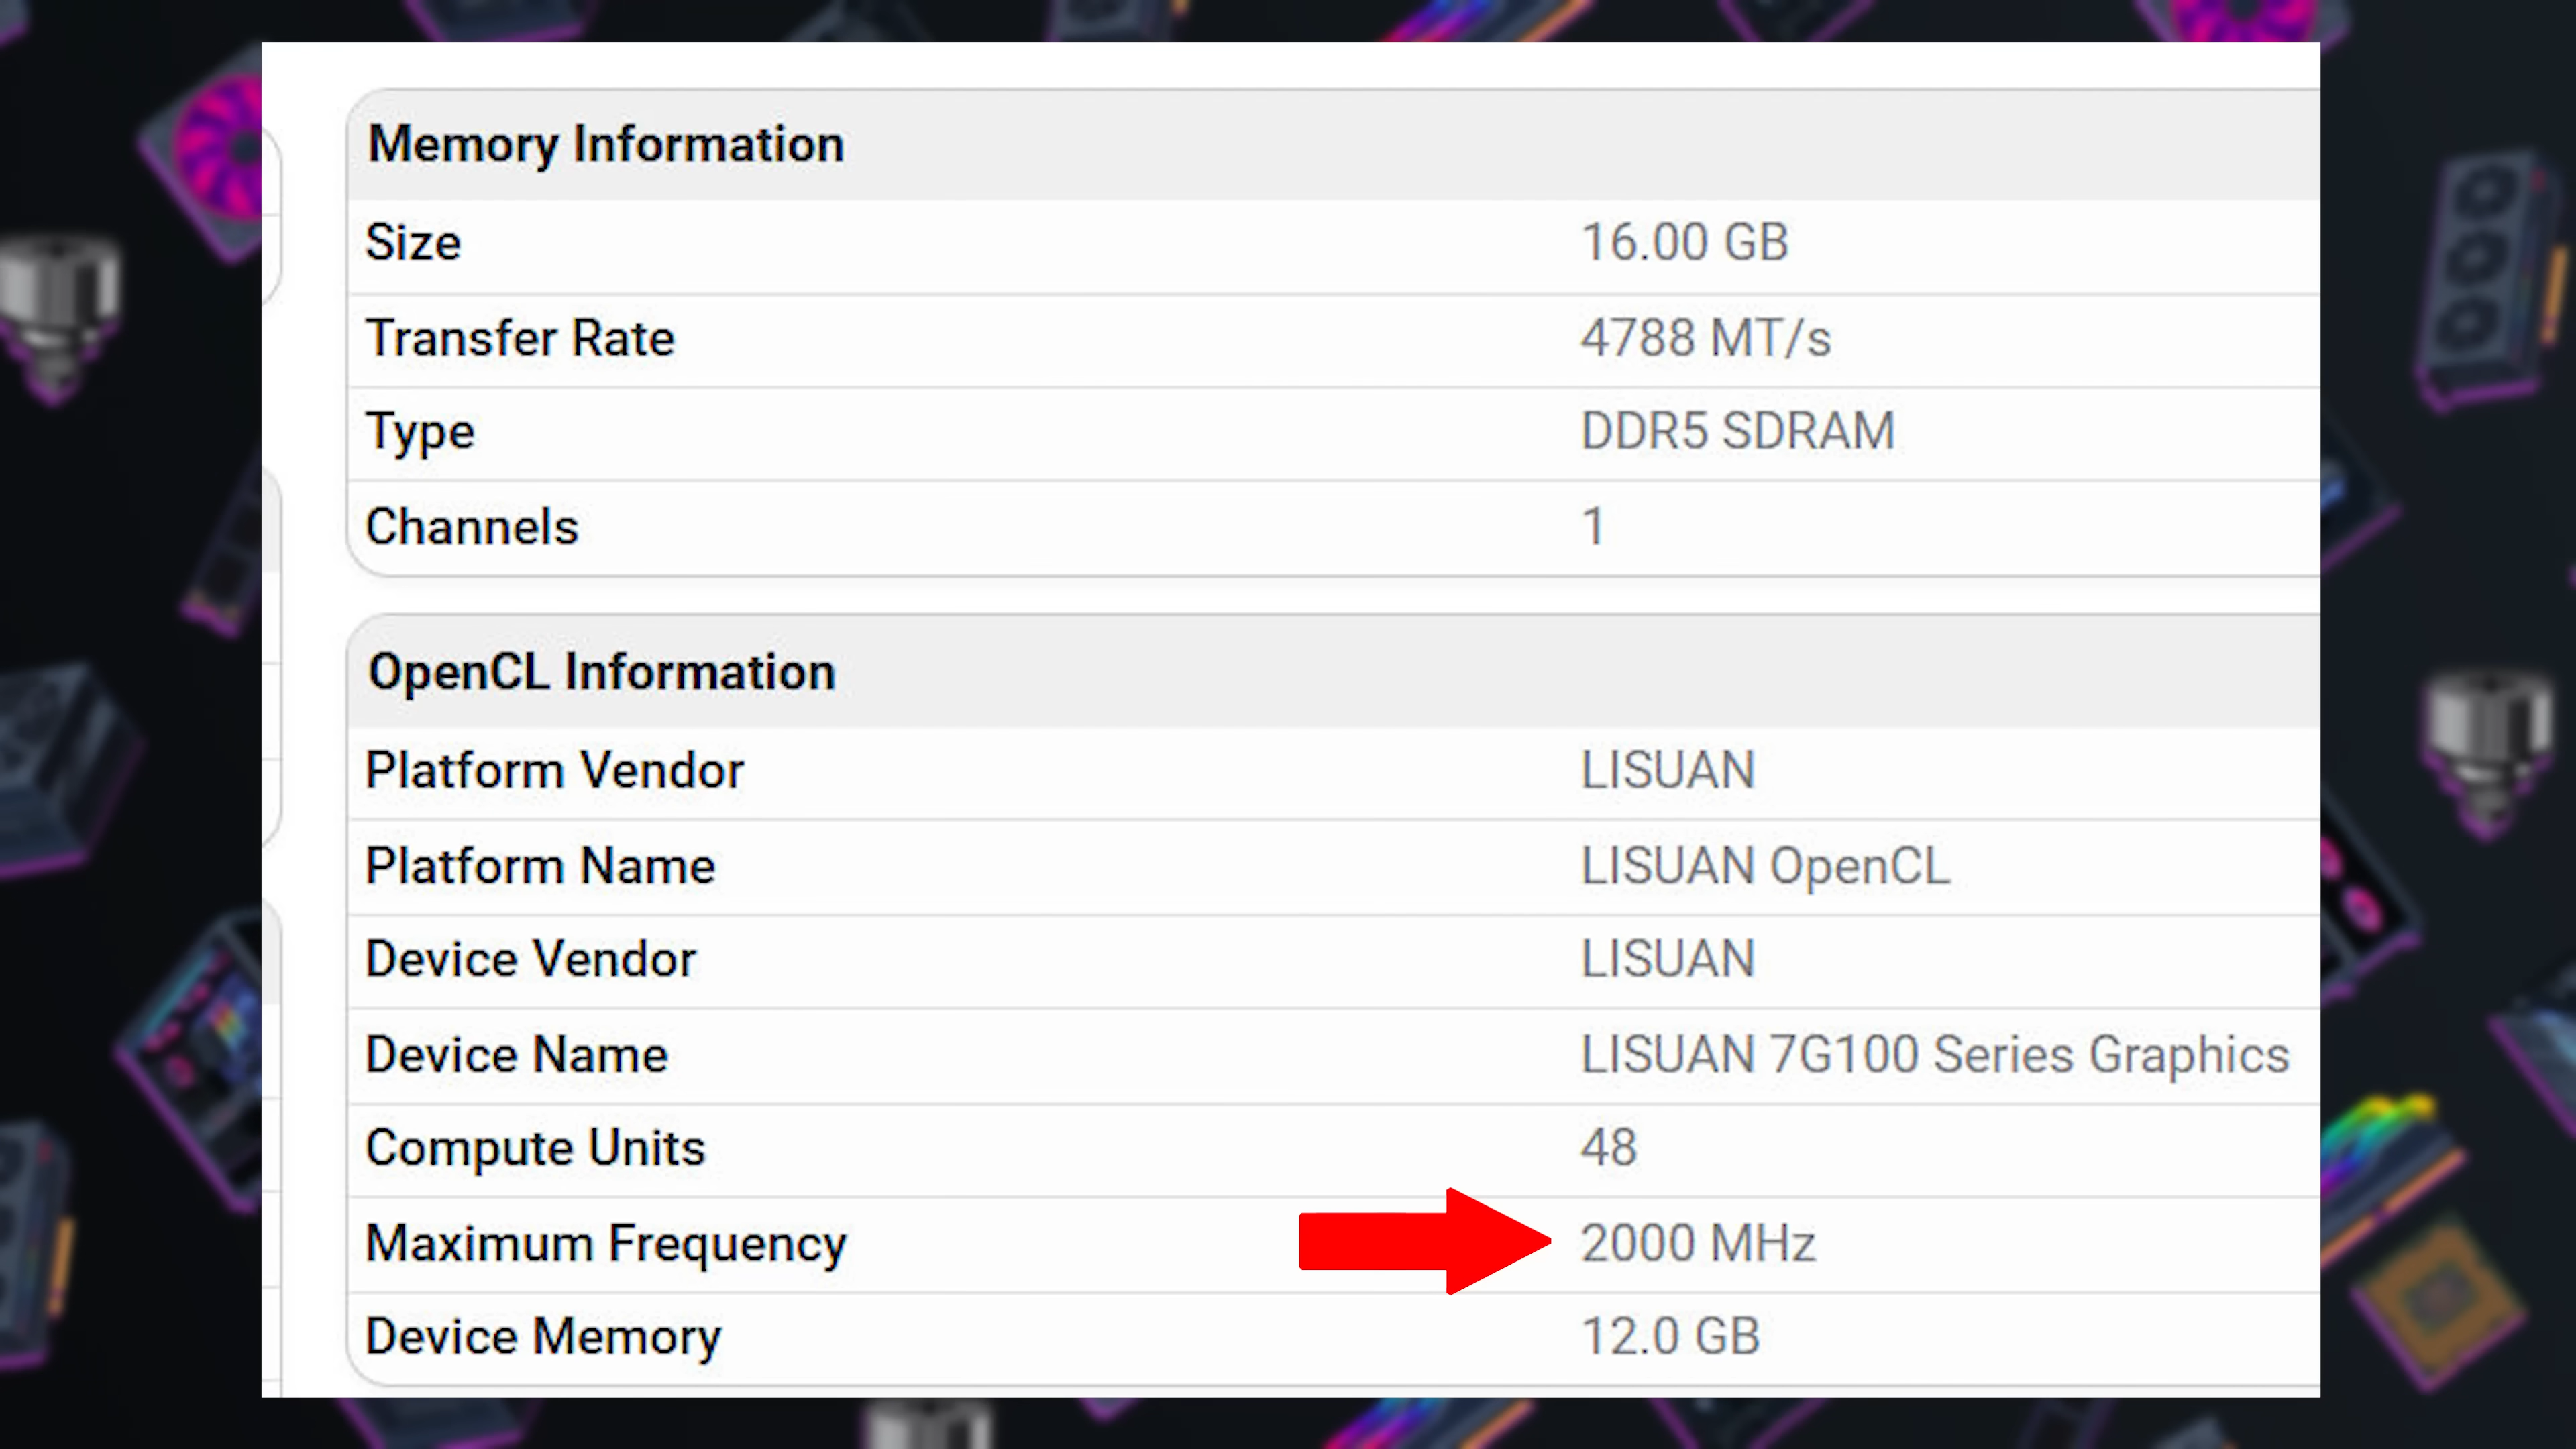 Memory Information
Size 16.00 GB
Transfer Rate 4788 MT/s
Type DDR5 SDRAM
Channels 1
OpenCL Information
Platform Vendor LISUAN
Platform Name LISUAN OpenCL
Device Vendor LISUAN
Device Name LISUAN 7G100 Series Graphics
Compute Units 48
Maximum Frequency 2000 MHz
Device Memory 12.0 GB